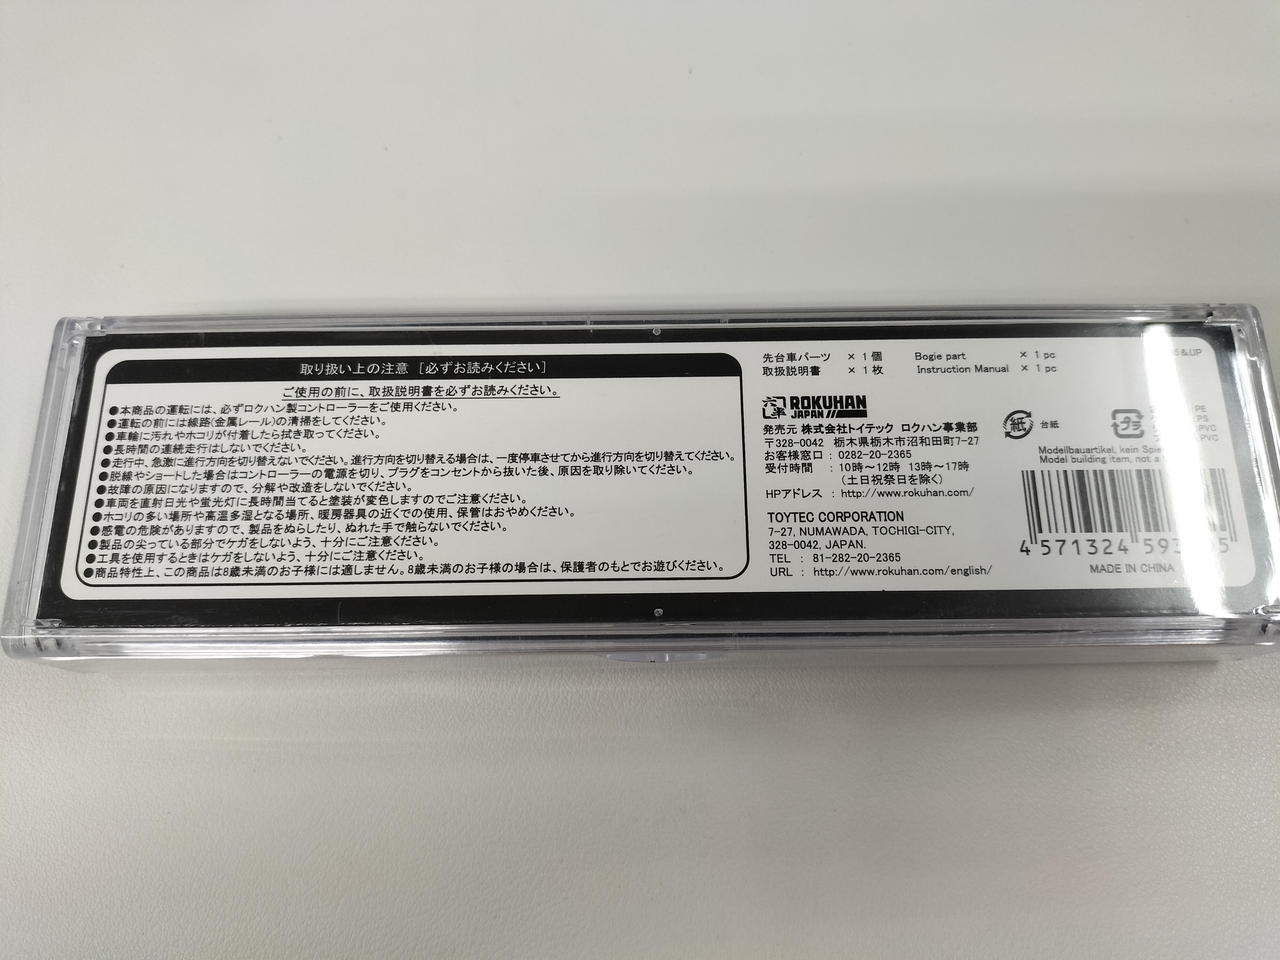 取り扱い上の注意 [必ずお読みください]
ご使用の前に、取扱説明書を必ずお読みください。
●本商品の運転には、必ずロクハン製コントローラーをご使用ください。
●運転の前には線路(金属レール)の清掃をしてください。
●車輪に汚れやホコリが付着したら拭き取ってください。
●長時間の連続走行はしないでください。
●走行中、急激に進行方向を切り替えないでください。進行方向を切り替える場合は、一度停車させてから進行方向を切り替えてください。
●脱線やショートした場合はコントローラーの電源を切り、プラグをコンセントから抜いた後、原因を取り除いてください。
●故障の原因になりますので、分解や改造をしないでください。
●車両を直射日光や蛍光灯に長時間当てると塗装が変色しますのでご注意ください。
●ホコリの多い場所や高温多湿となる場所、暖房器具の近くでの使用、保管はおやめください。
●感電の危険がありますので、製品をぬらしたり、ぬれた手で触らないでください。
●製品の尖っている部分でケガをしないよう、十分にご注意ください。
●工具を使用するときはケガをしないよう、十分にご注意ください。
●商品特性上、この商品は8歳未満のお子様には適しません。8歳未満のお子様の場合は、保護者のもとでお遊びください。
先台車パーツ × 1個 Bogie part × 1 pc
取扱説明書 × 1枚 Instruction Manual × 1 pc
六半 ROKUHAN
JAPAN
発売元 株式会社トイテック ロクハン事業部
〒328-0042 栃木県栃木市沼和田町7-27
お客様窓口 : 0282-20-2365
受付時間 : 10時〜12時 13時〜17時
(土日祝祭日を除く)
HPアドレス : http://www.rokuhan.com/
TOYTEC CORPORATION
7-27, NUMAWADA, TOCHIGI-CITY,
328-0042, JAPAN.
TEL : 81-282-20-2365
URL : http://www.rokuhan.com/english/
&UP
紙 台紙
プラ
PE
PS
PVC
PVC
Modellbauartikel, kein
Model building item, not a
4 571324 593
MADE IN CHINA